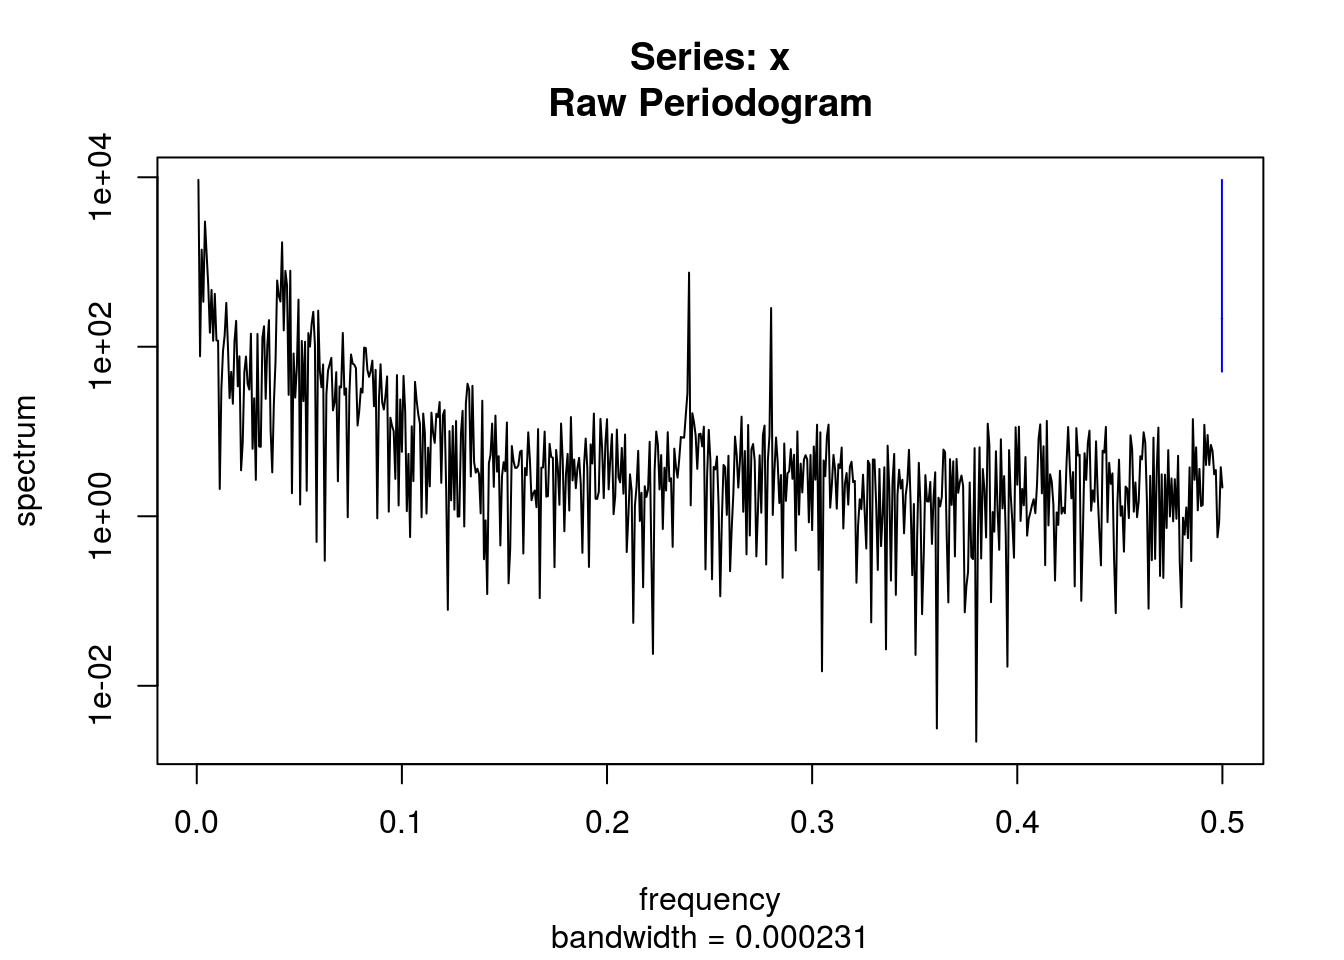 Series: x
Raw Periodogram
spectrum
1e+04
1e+02
1e+00
1e-02
0.0 0.1 0.2 0.3 0.4 0.5
frequency
bandwidth = 0.000231